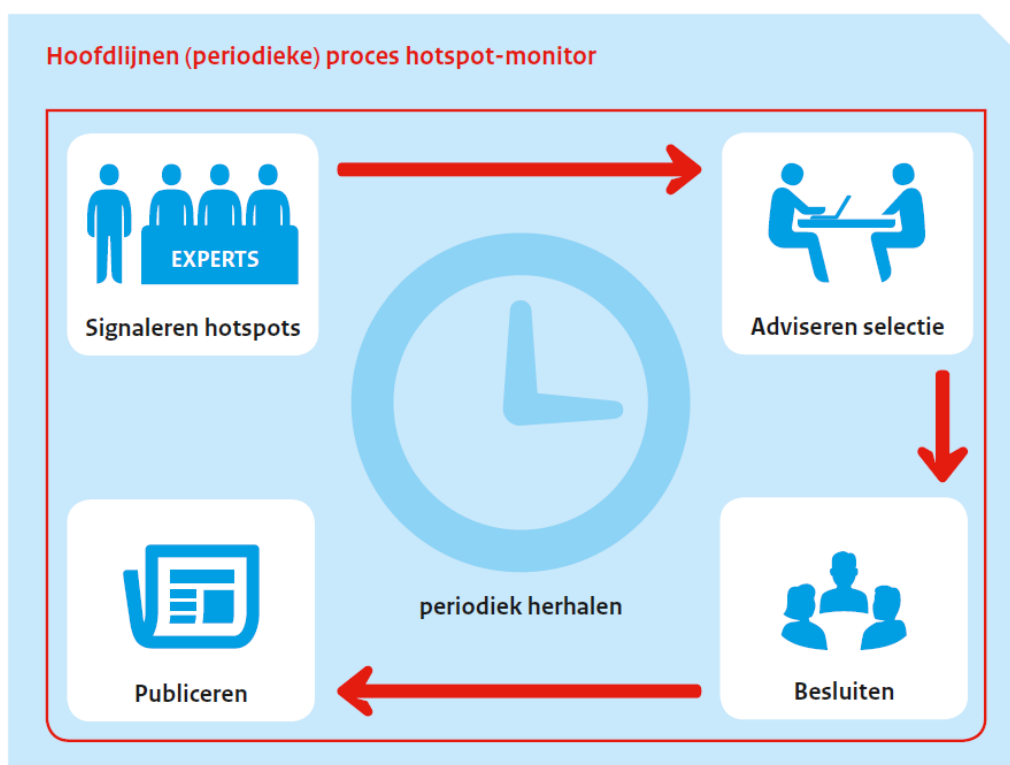 Hoofdlijnen (periodieke) proces hotspot-monitor
EXPERTS
Signaleren hotspots
Adviseren selectie
periodiek herhalen
Publiceren
Besluiten